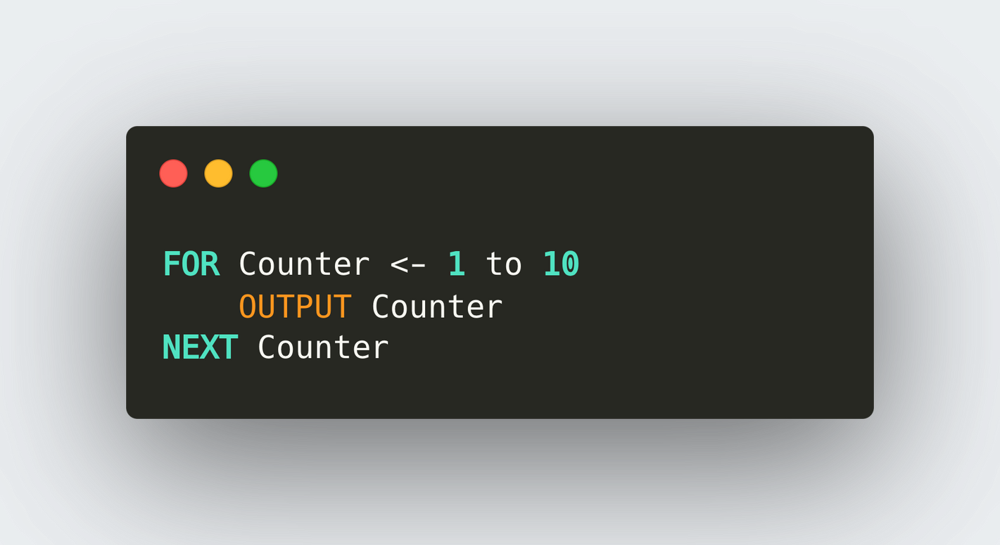 FOR Counter <- 1 to 10
    OUTPUT Counter
NEXT Counter